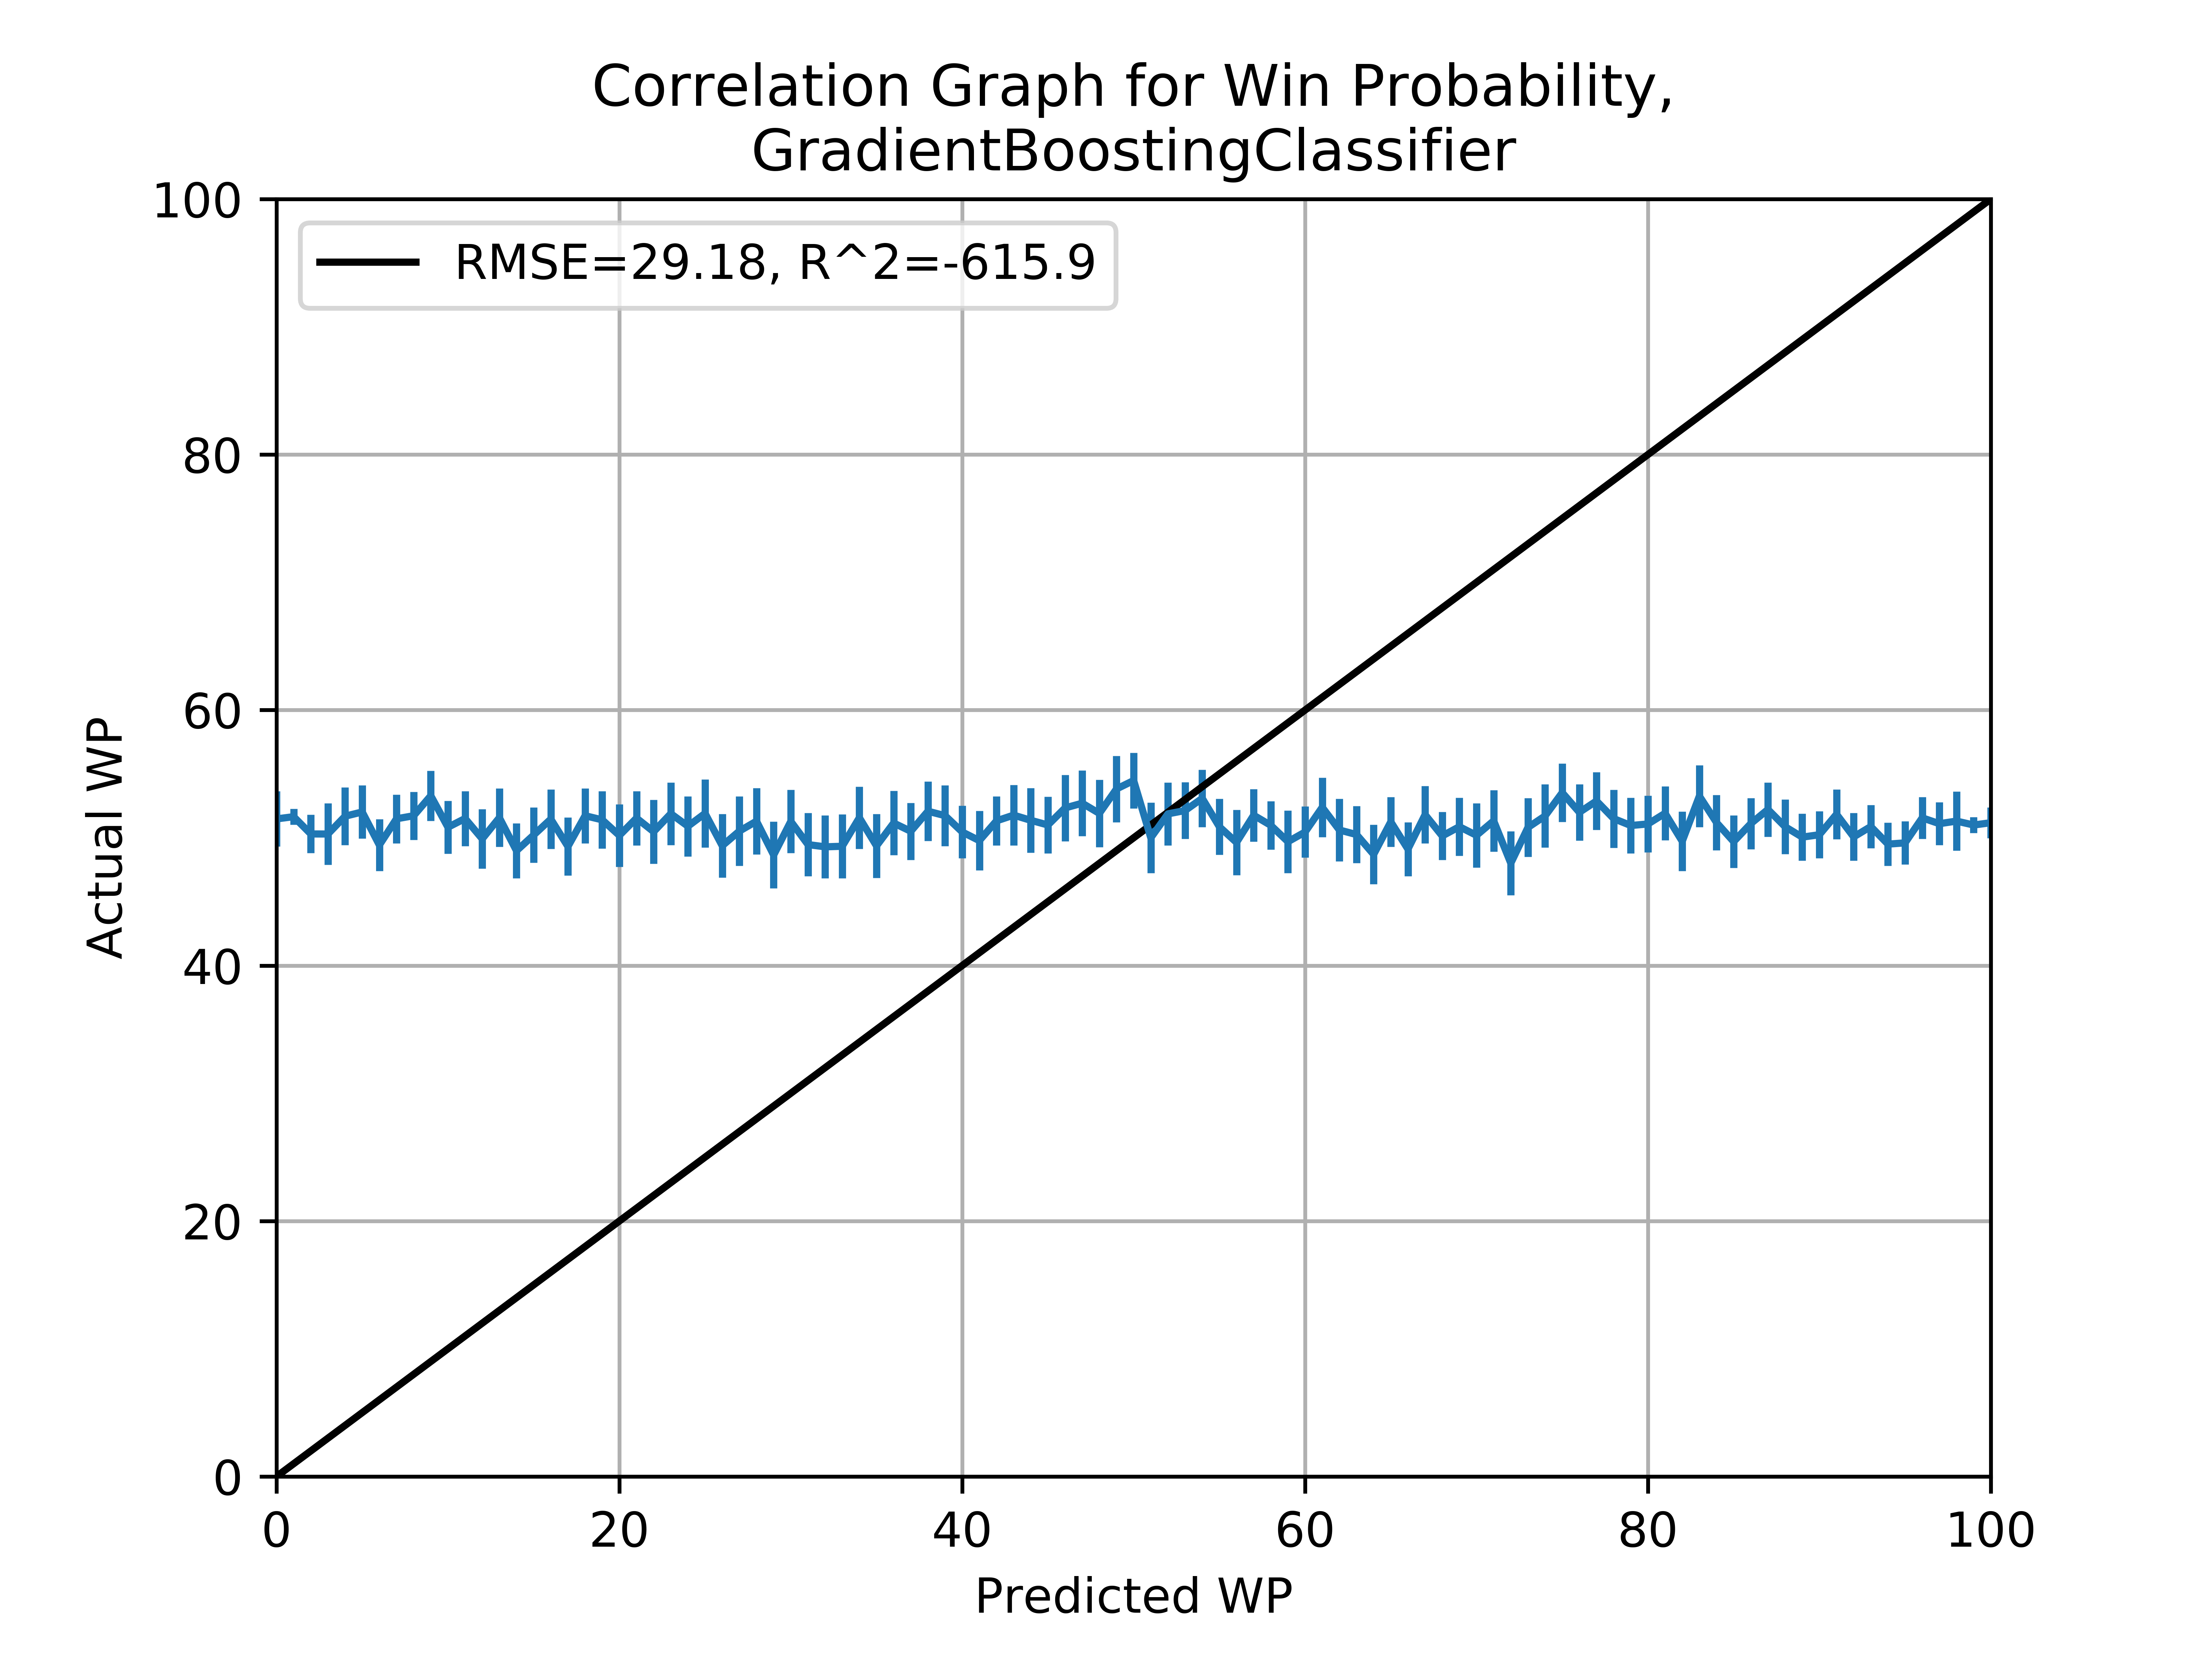 Correlation Graph for Win Probability,
GradientBoostingClassifier
RMSE=29.18, R^2=-615.9
100
80
60
40
20
0
Actual WP
0 20 40 60 80 100
Predicted WP